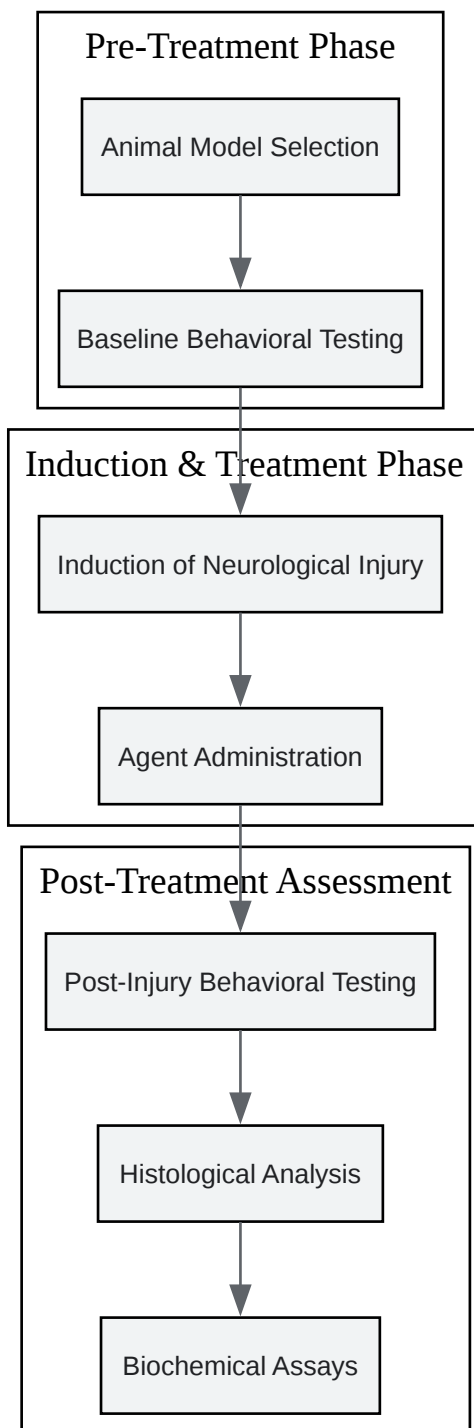 Pre-Treatment Phase
Animal Model Selection
Baseline Behavioral Testing
Induction & Treatment Phase
Induction of Neurological Injury
Agent Administration
Post-Treatment Assessment
Post-Injury Behavioral Testing
Histological Analysis
Biochemical Assays